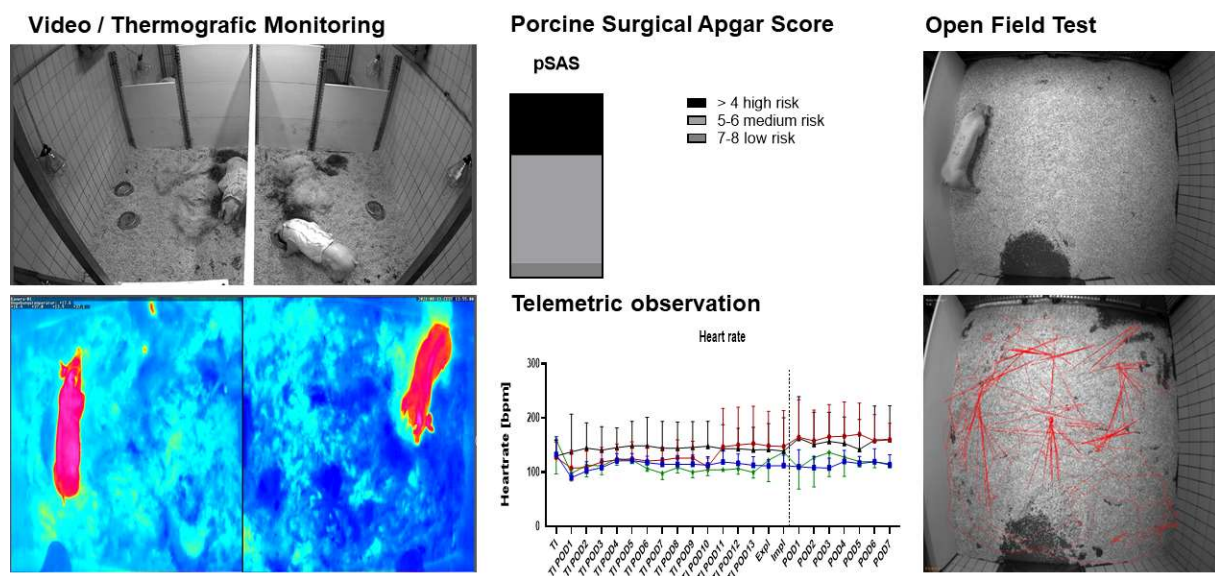 Video / Thermografic Monitoring
Porcine Surgical Apgar Score
pSAS
> 4 high risk
5-6 medium risk
7-8 low risk
Open Field Test
Telemetric observation
Heart rate
Heartrate [bpm]
300
200
100
0
TI
TI POD1
TI POD2
TI POD3
TI POD4
TI POD5
TI POD6
TI POD7
TI POD8
TI POD9
TI POD10
TI POD11
TI POD12
TI POD13
Expl
Impl
POD1
POD2
POD3
POD4
POD5
POD6
POD7